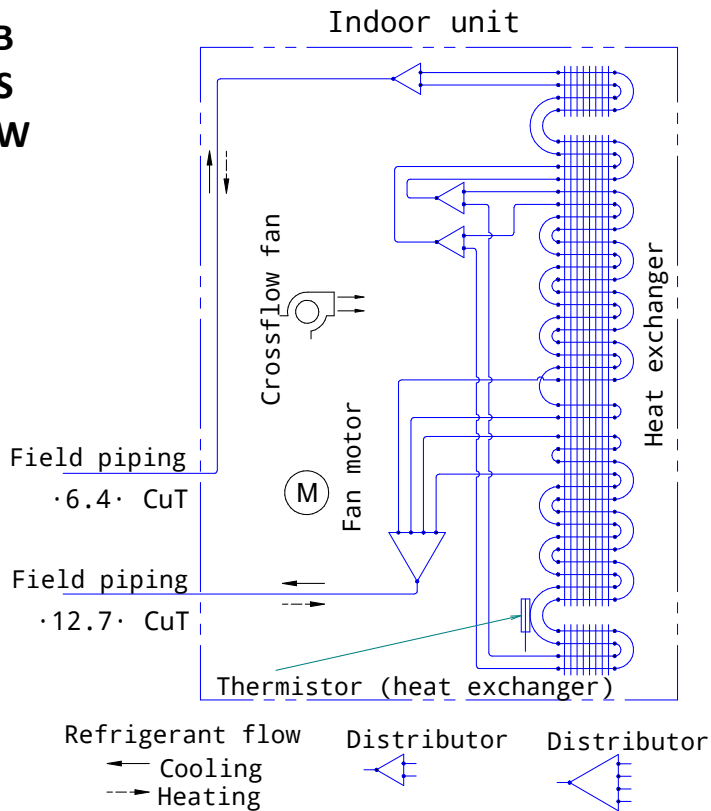 Indoor unit
B
S
W
Crossflow fan
Heat exchanger
Field piping
·6.4· CuT
Fan motor
M
Field piping
·12.7· CuT
Thermistor (heat exchanger)
Refrigerant flow
Cooling
Heating
Distributor
Distributor